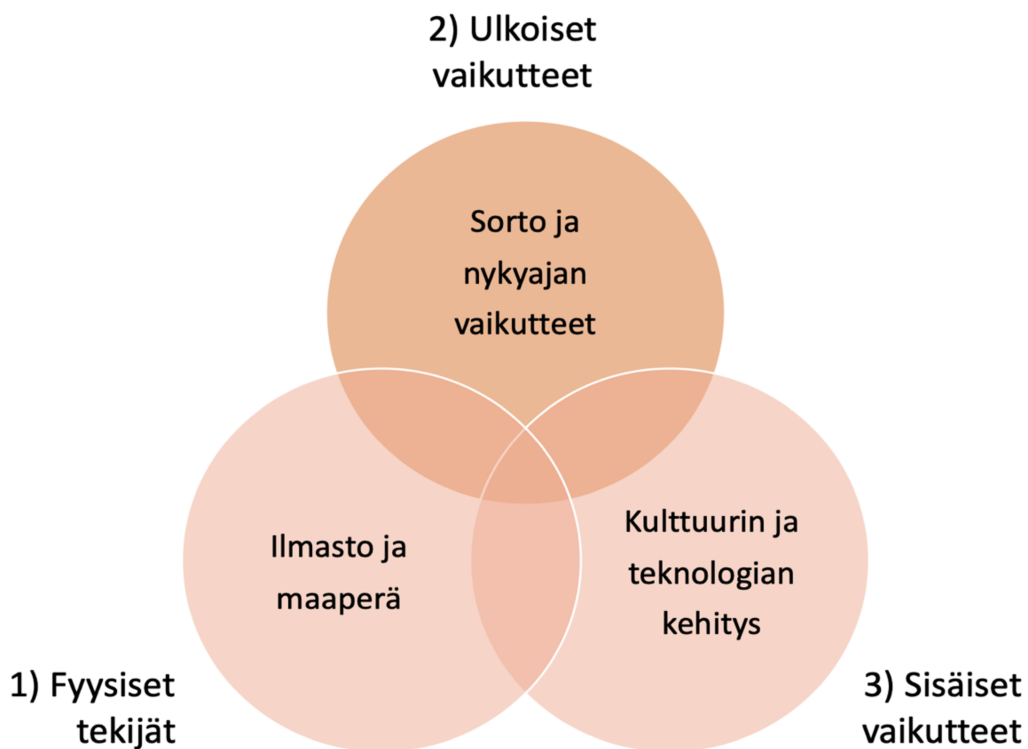 2) Ulkoiset
vaikutteet
Sorto ja
nykyajan
vaikutteet
Ilmasto ja
maaperä
Kulttuurin ja
teknologian
kehitys
1) Fyysiset
tekijät
3) Sisäiset
vaikutteet